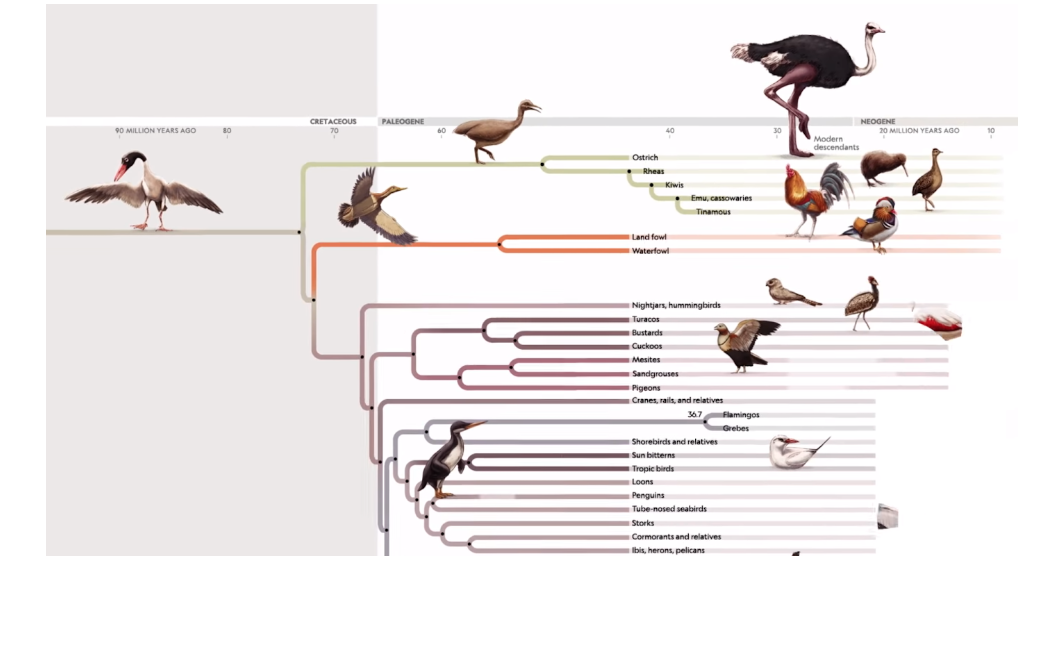 CRETACEOUS
PALEOGENE
NEOGENE
90 MILLION YEARS AGO
80
70
60
40
30
20 MILLION YEARS AGO
10
Modern
descendants
Ostrich
Rheas
Kiwis
Emu, cassowaries
Tinamous
Land fowl
Waterfowl
Nightjars, hummingbirds
Turacos
Bustards
Cuckoos
Mesites
Sandgrouses
Pigeons
Cranes, rails, and relatives
36.7
Flamingos
Grebes
Shorebirds and relatives
Sun bitterns
Tropic birds
Loons
Penguins
Tube-nosed seabirds
Storks
Cormorants and relatives
Ibis, herons, pelicans